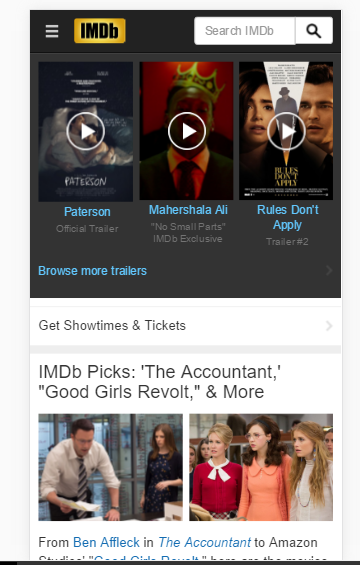 IMDb
Search IMDb
PATERSON
RULES
DON'T
APPLY
Paterson
Official Trailer
Mahershala Ali
"No Small Parts"
IMDb Exclusive
Rules Don't
Apply
Trailer #2
Browse more trailers
Get Showtimes & Tickets
IMDb Picks: 'The Accountant,'
"Good Girls Revolt," & More
From Ben Affleck in The Accountant to Amazon
Studios' "Good Girls Revolt," here are the movies